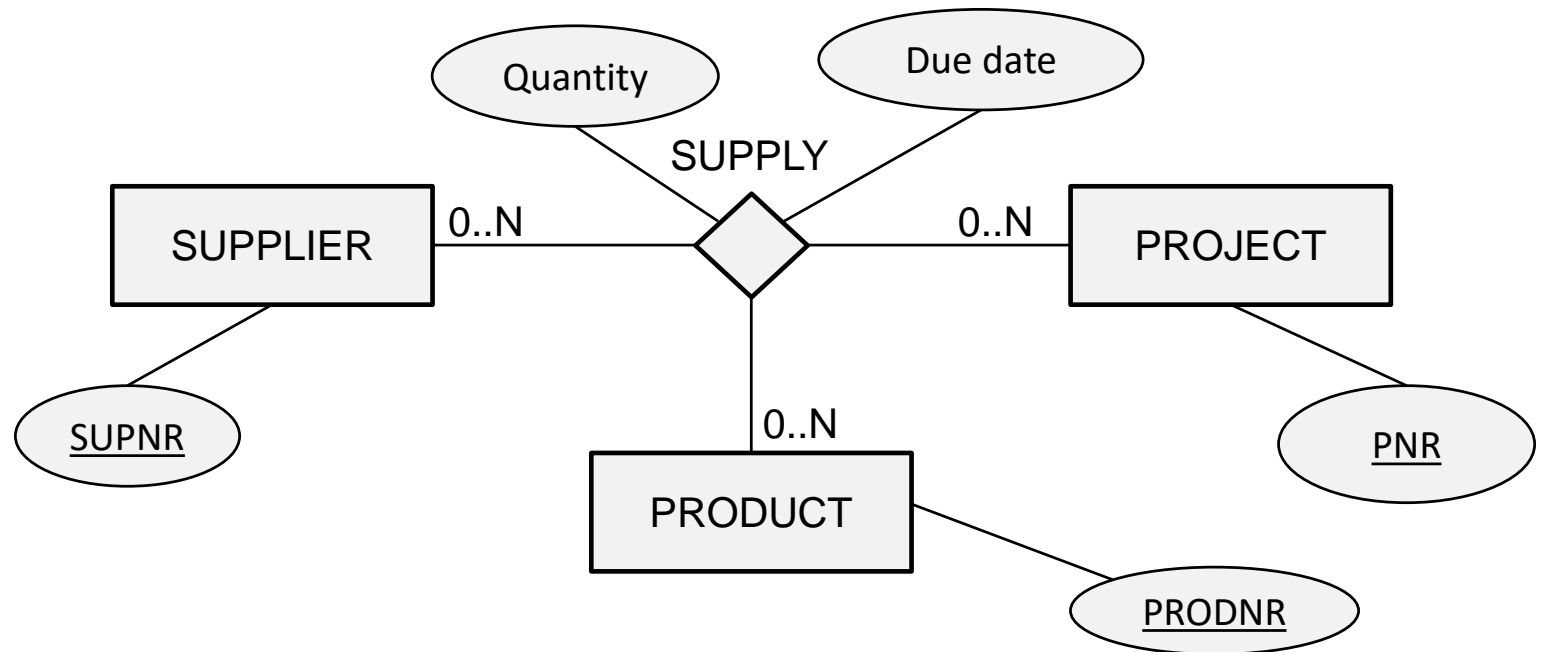 Quantity
Due date
SUPPLY
SUPPLIER
0..N
0..N
PROJECT
SUPNR
0..N
PNR
PRODUCT
PRODNR